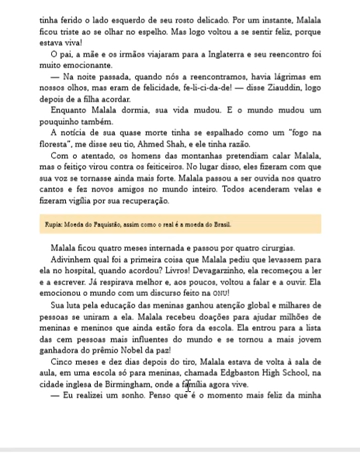 tinha ferido o lado esquerdo de seu rosto delicado. Por um instante, Malala
ficou triste ao se olhar no espelho. Mas logo voltou a se sentir feliz, porque
estava viva!
O pai, a mãe e os irmãos viajaram para a Inglaterra e seu reencontro foi
muito emocionante.
— Na noite passada, quando nós a reencontramos, havia lágrimas em
nossos olhos, mas eram de felicidade, fe-li-ci-da-de! — disse Ziauddin, logo
depois de a filha acordar.
Enquanto Malala dormia, sua vida mudou. E o mundo mudou um
pouquinho também.
A notícia de sua quase morte tinha se espalhado como um “fogo na
floresta”, me disse seu tio, Ahmed Shah, e ele tinha razão.
Com o atentado, os homens das montanhas pretendiam calar Malala,
mas o feitiço virou contra os feiticeiros. No lugar disso, eles fizeram com que
sua voz se tornasse ainda mais forte. Malala passou a ser ouvida nos quatro
cantos e fez novos amigos no mundo inteiro. Todos acenderam velas e
fizeram vigília por sua recuperação.
Rupia: Moeda do Paquistão, assim como o real é a moeda do Brasil.
Malala ficou quatro meses internada e passou por quatro cirurgias.
Adivinhem qual foi a primeira coisa que Malala pediu que levassem para
ela no hospital, quando acordou? Livros! Devagarzinho, ela recomeçou a ler
e a escrever. Já respirava melhor e, aos poucos, voltou a falar e a ouvir. Ela
emocionou o mundo com um discurso feito na ONU!
Sua luta pela educação das meninas ganhou atenção global e milhares de
pessoas se uniram a ela. Malala recebeu doações para ajudar milhões de
meninas e meninos que ainda estão fora da escola. Ela entrou para a lista
das cem pessoas mais influentes do mundo e se tornou a mais jovem
ganhadora do prêmio Nobel da paz!
Cinco meses e dez dias depois do tiro, Malala estava de volta à sala de
aula, em uma escola só para meninas, chamada Edgbaston High School, na
cidade inglesa de Birmingham, onde a família agora vive.
— Eu realizei um sonho. Penso que é o momento mais feliz da minha